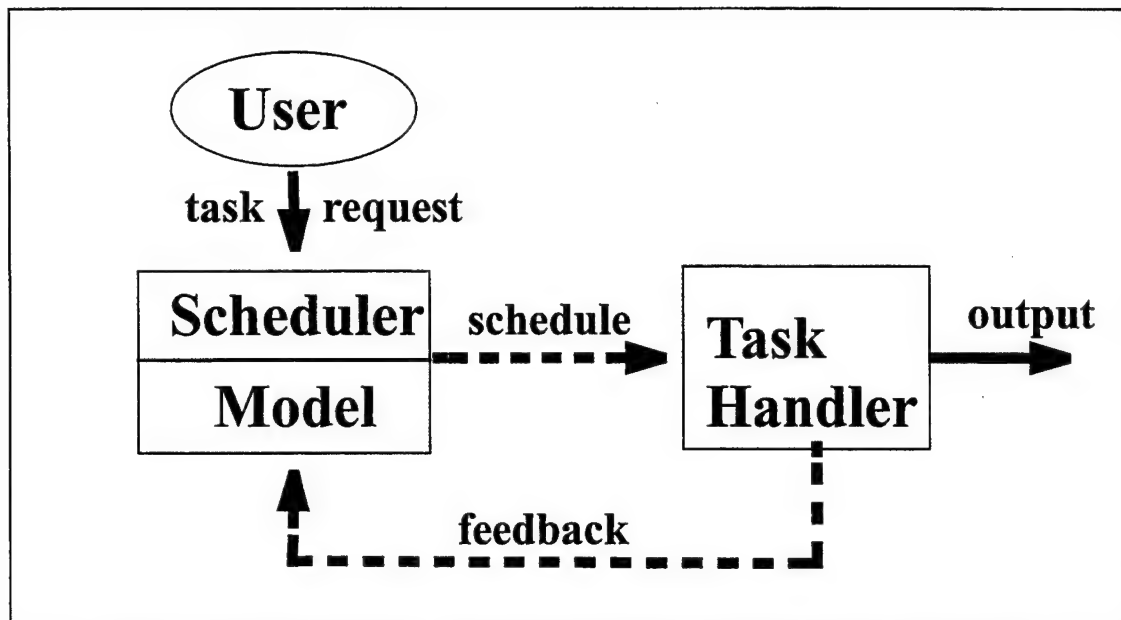 User
task request
Scheduler
schedule
output
Task
Model
Handler
feedback